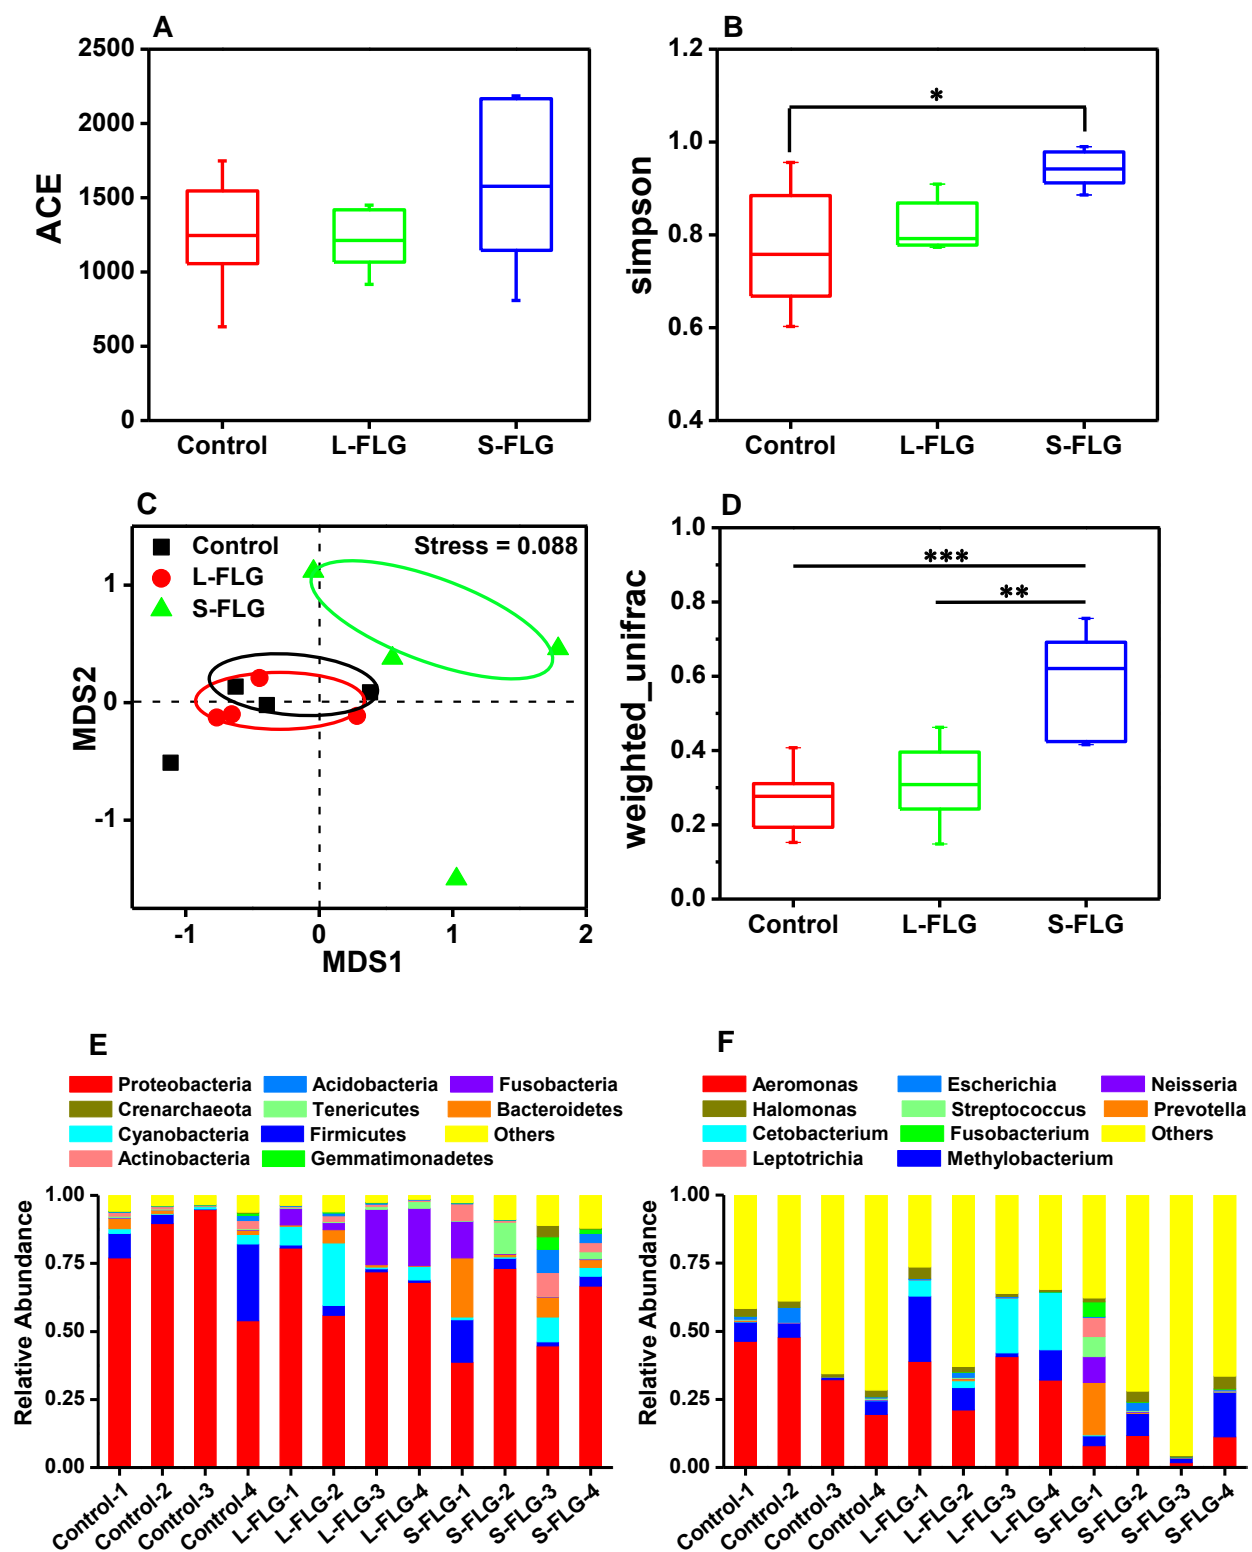 A
2500
2000
1500
1000
500
0
ACE
Control
L-FLG
S-FLG
B
1.2
1.0
0.8
0.6
0.4
simpson
*
Control
L-FLG
S-FLG
C
Control
L-FLG
S-FLG
Stress = 0.088
1
0
-1
MDS2
-1
0
1
2
MDS1
D
1.0
0.8
0.6
0.4
0.2
0.0
weighted_unifrac
***
**
Control
L-FLG
S-FLG
E
Proteobacteria
Acidobacteria
Fusobacteria
Crenarchaeota
Tenericutes
Bacteroidetes
Cyanobacteria
Firmicutes
Others
Actinobacteria
Gemmatimonadetes
1.00
0.75
0.50
0.25
0.00
Relative Abundance
Control-1
Control-2
Control-3
Control-4
L-FLG-1
L-FLG-2
L-FLG-3
L-FLG-4
S-FLG-1
S-FLG-2
S-FLG-3
S-FLG-4
F
Aeromonas
Escherichia
Neisseria
Halomonas
Streptococcus
Prevotella
Cetobacterium
Fusobacterium
Others
Leptotrichia
Methylobacterium
1.00
0.75
0.50
0.25
0.00
Relative Abundance
Control-1
Control-2
Control-3
Control-4
L-FLG-1
L-FLG-2
L-FLG-3
L-FLG-4
S-FLG-1
S-FLG-2
S-FLG-3
S-FLG-4